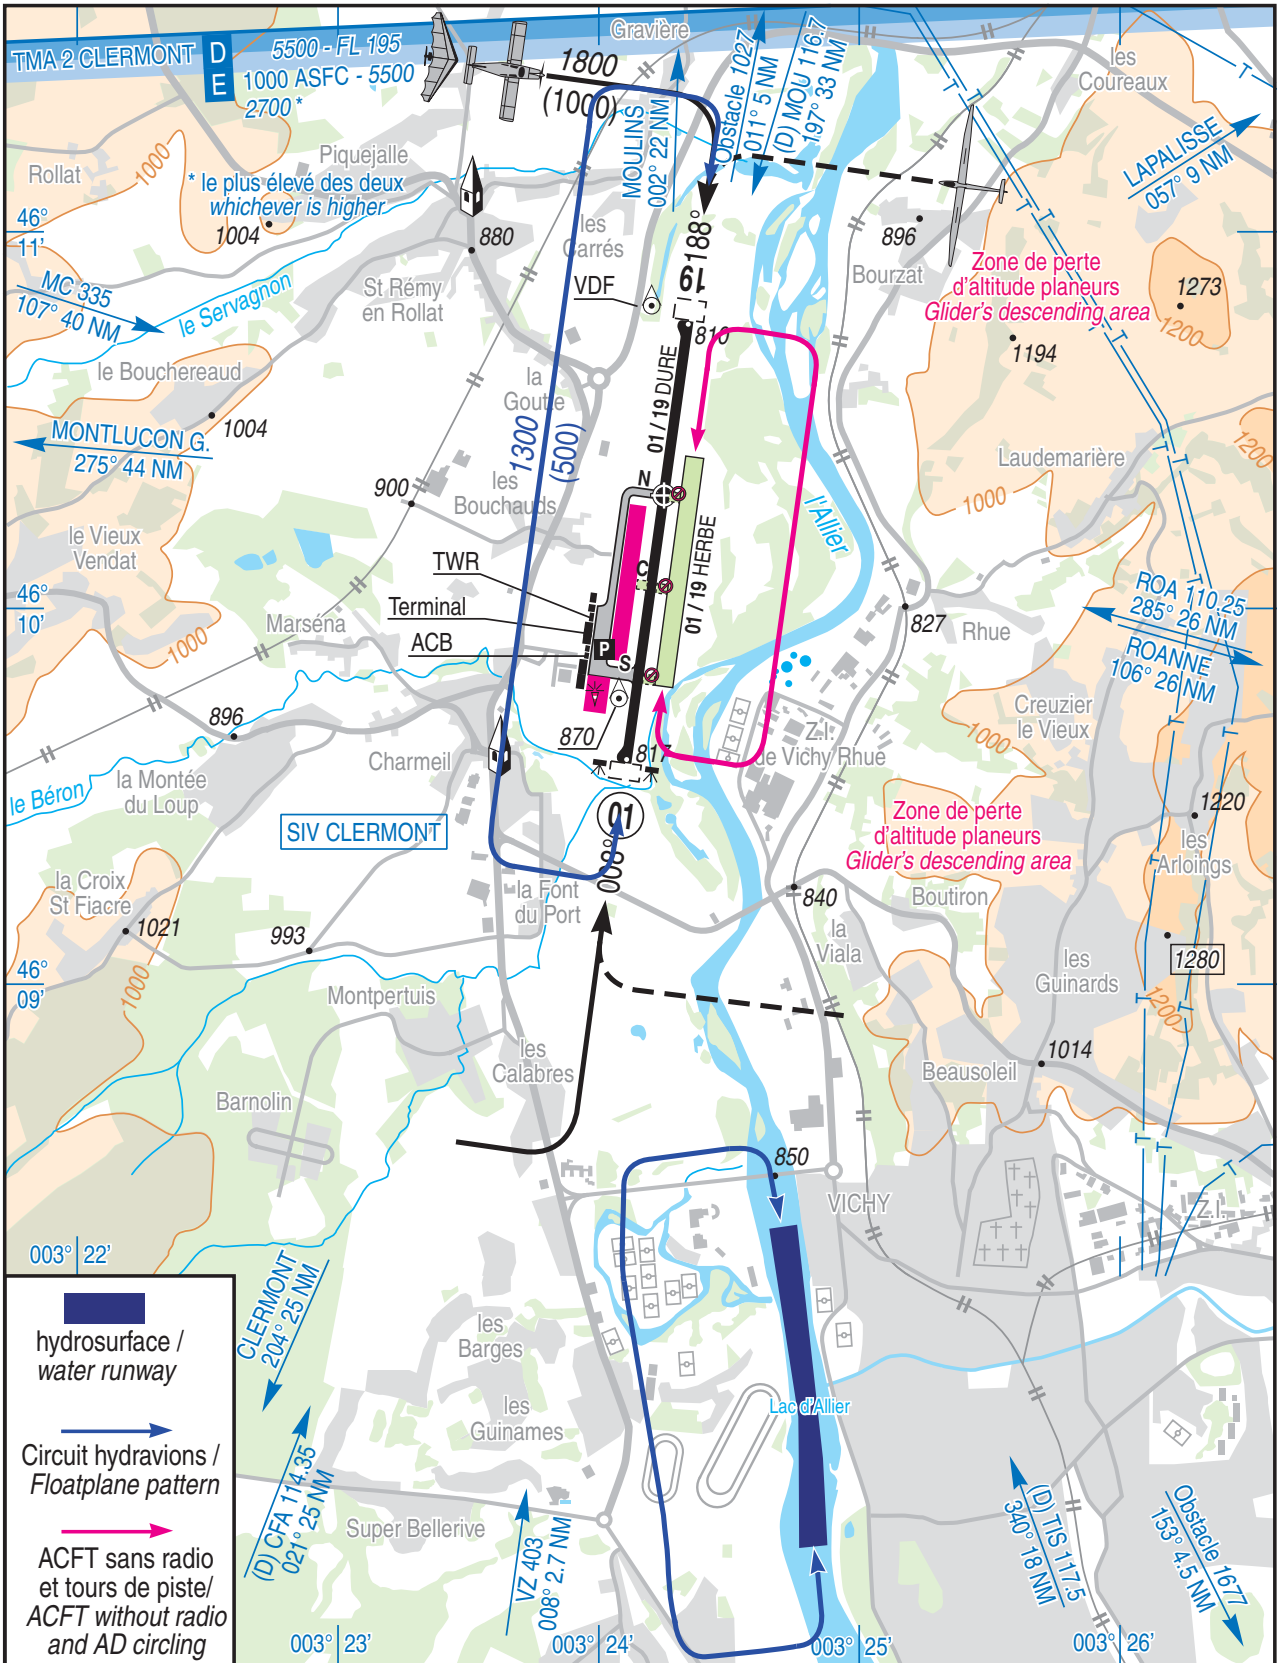 TMA 2 CLERMONT
D
E
5500 - FL 195
1000 ASFC - 5500
2700 *
* le plus élevé des deux
whichever is higher
1800
(1000)
Gravière
les
Coureaux
Obstacle 1027
011° 5 NM
(D) MOU 116.7
197° 33 NM
MOULINS
002° 22 NM
LAPALISSE
057° 9 NM
Rollat
1000
Piquejalle
1004
46°
11'
880
les
Carrés
188°
19
896
Bourzat
Zone de perte
d'altitude planeurs
Glider's descending area
1273
1200
1194
MC 335
107° 40 NM
le Servagnon
St Rémy
en Rollat
VDF
810
le Bouchereaud
1004
la
Goutte
01 / 19 DURE
MONTLUCON G.
275° 44 NM
1300
(500)
1200
Laudemarière
1000
900
les
Bouchauds
N
l'Allier
le Vieux
Vendat
TWR
C
01 / 19 HERBE
46°
10'
Terminal
ACB
P
S
Marséna
1000
827
Rhue
ROA 110.25
285° 26 NM
ROANNE
106° 26 NM
896
870
817
Creuzier
le Vieux
1000
Charmeil
Z.I.
de Vichy Rhue
le Béron
la Montée
du Loup
SIV CLERMONT
01
008°
Zone de perte
d'altitude planeurs
Glider's descending area
1220
les
Arloings
la Croix
St Fiacre
1021
993
la Font
du Port
840
Boutiron
la
Viala
1280
46°
09'
1000
Montpertuis
les
Guinards
1200
les
Calabres
1014
Beausoleil
Barnolin
850
VICHY
Z.I.
003° 22'
CLERMONT
204° 25 NM
les
Barges
les
Guinames
Lac d'Allier
hydrosurface /
water runway
Circuit hydravions /
Floatplane pattern
ACFT sans radio
et tours de piste/
ACFT without radio
and AD circling
(D) CFA 114.35
021° 25 NM
Super Bellerive
VZ 403
008° 2.7 NM
(D) TIS 117.5
340° 18 NM
Obstacle 1677
153° 4.5 NM
003° 23'
003° 24'
003° 25'
003° 26'